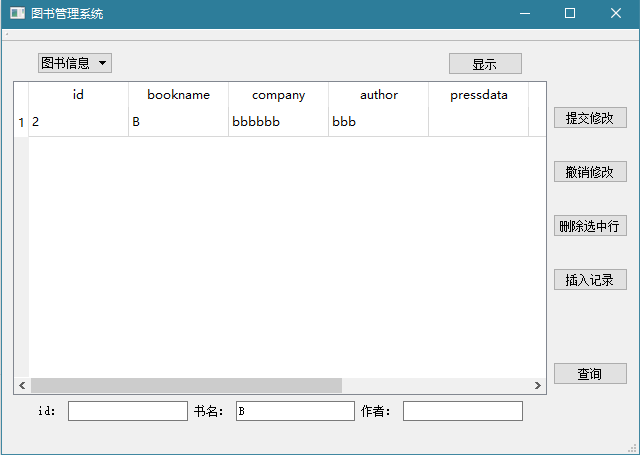 图书管理系统
图书信息 显示
id bookname company author pressdata
1 2 B bbbbbb bbb
提交修改
撤销修改
删除选中行
插入记录
查询
id: 书名: B 作者: